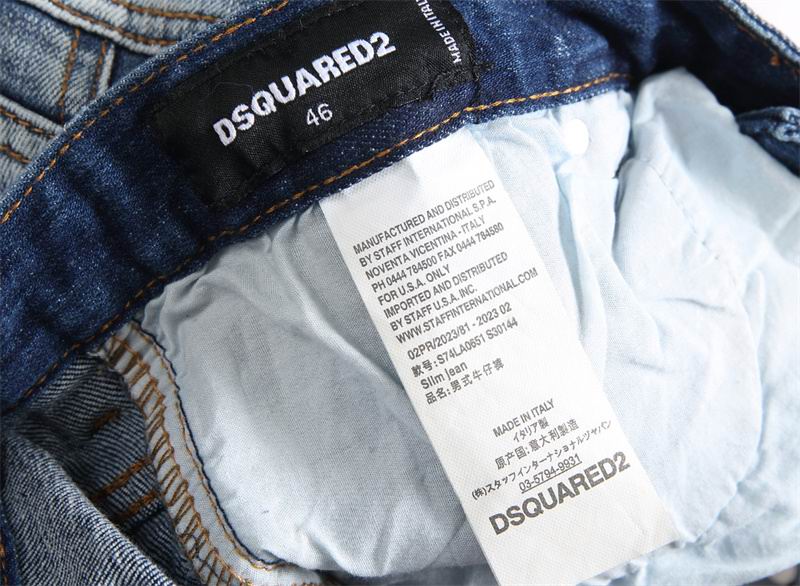 DSQUARED2
46
MADE IN ITALY
MANUFACTURED AND DISTRIBUTED
BY STAFF INTERNATIONAL S.P.A.
NOVENTA VICENTINA - ITALY
PH 0444 784500 FAX 0444 784580
FOR U.S.A. ONLY
IMPORTED AND DISTRIBUTED
BY STAFF U.S.A. INC.
WWW.STAFFINTERNATIONAL.COM
02PR/2023/81 - 2023 02
款号: S74LA0651 S30144
Slim jean
品名: 男式牛仔裤
MADE IN ITALY
イタリア製
原产国: 意大利制造
(株)スタッフインターナショナルジャパン
03-5794-9931
DSQUARED2